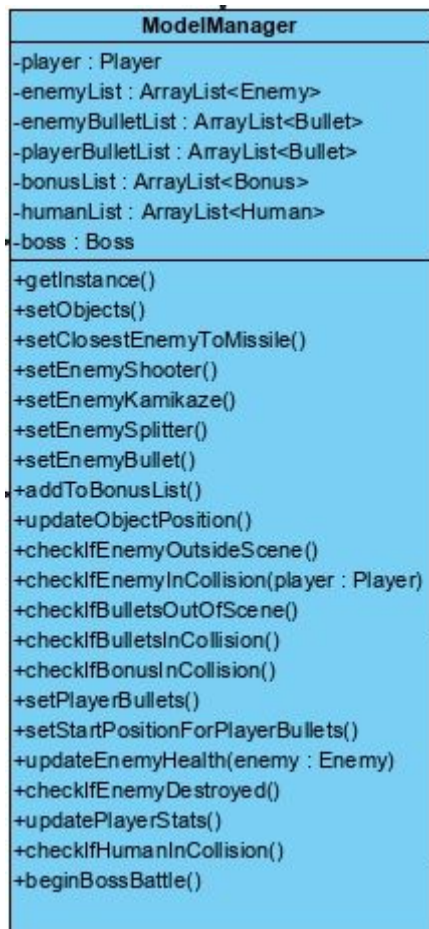 ModelManager
-player : Player
-enemyList : ArrayList<Enemy>
-enemyBulletList : ArrayList<Bullet>
-playerBulletList : ArrayList<Bullet>
-bonusList : ArrayList<Bonus>
-humanList : ArrayList<Human>
-boss : Boss
+getInstance()
+setObjects()
+setClosestEnemyToMissile()
+setEnemyShooter()
+setEnemyKamikaze()
+setEnemySplitter()
+setEnemyBullet()
+addToBonusList()
+updateObjectPosition()
+checkIfEnemyOutsideScene()
+checkIfEnemyInCollision(player : Player)
+checkIfBulletsOutOfScene()
+checkIfBulletsInCollision()
+checkIfBonusInCollision()
+setPlayerBullets()
+setStartPositionForPlayerBullets()
+updateEnemyHealth(enemy : Enemy)
+checkIfEnemyDestroyed()
+updatePlayerStats()
+checkIfHumanInCollision()
+beginBossBattle()